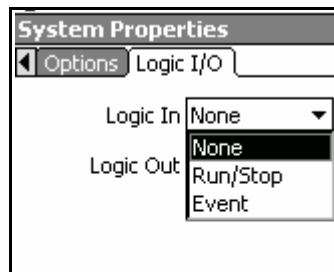 System Properties
Options Logic I/O
Logic In None
None
Logic Out Run/Stop
Event